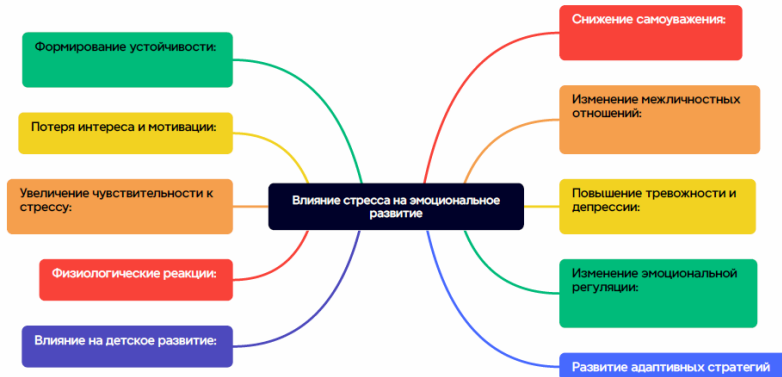 Формирование устойчивости:
Потеря интереса и мотивации:
Увеличение чувствительности к
стрессу:
Физиологические реакции:
Влияние на детское развитие:
Влияние стресса на эмоциональное
развитие
Снижение самоуважения:
Изменение межличностных
отношений:
Повышение тревожности и
депрессии:
Изменение эмоциональной
регуляции:
Развитие адаптивных стратегий